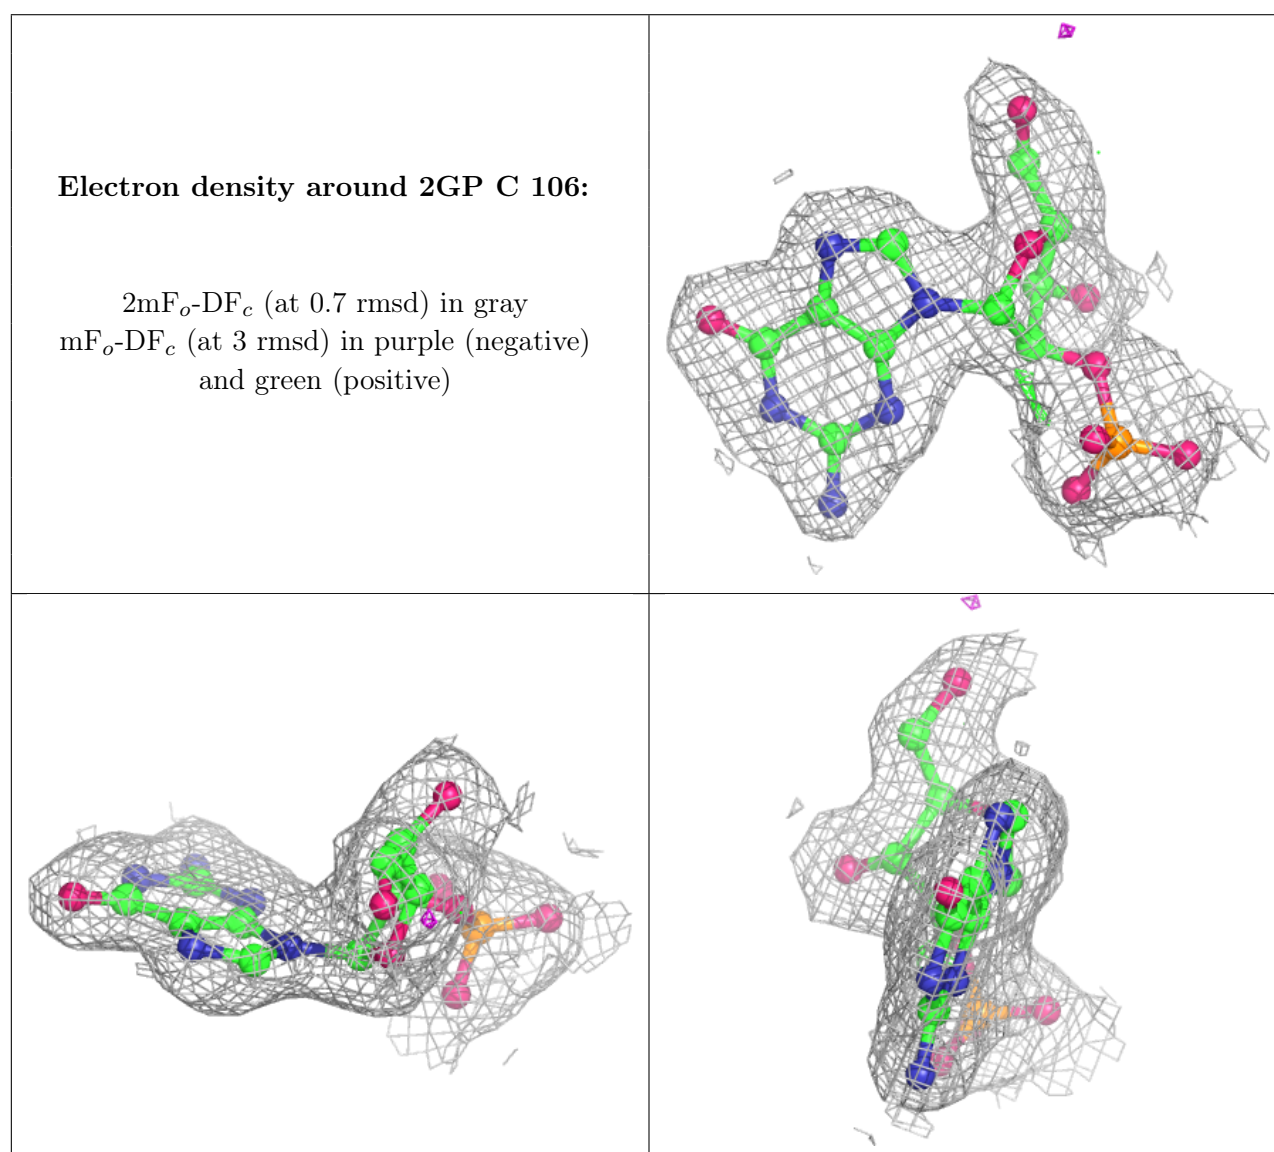 Electron density around 2GP C 106:
2mFo-DFc (at 0.7 rmsd) in gray
mFo-DFc (at 3 rmsd) in purple (negative)
and green (positive)